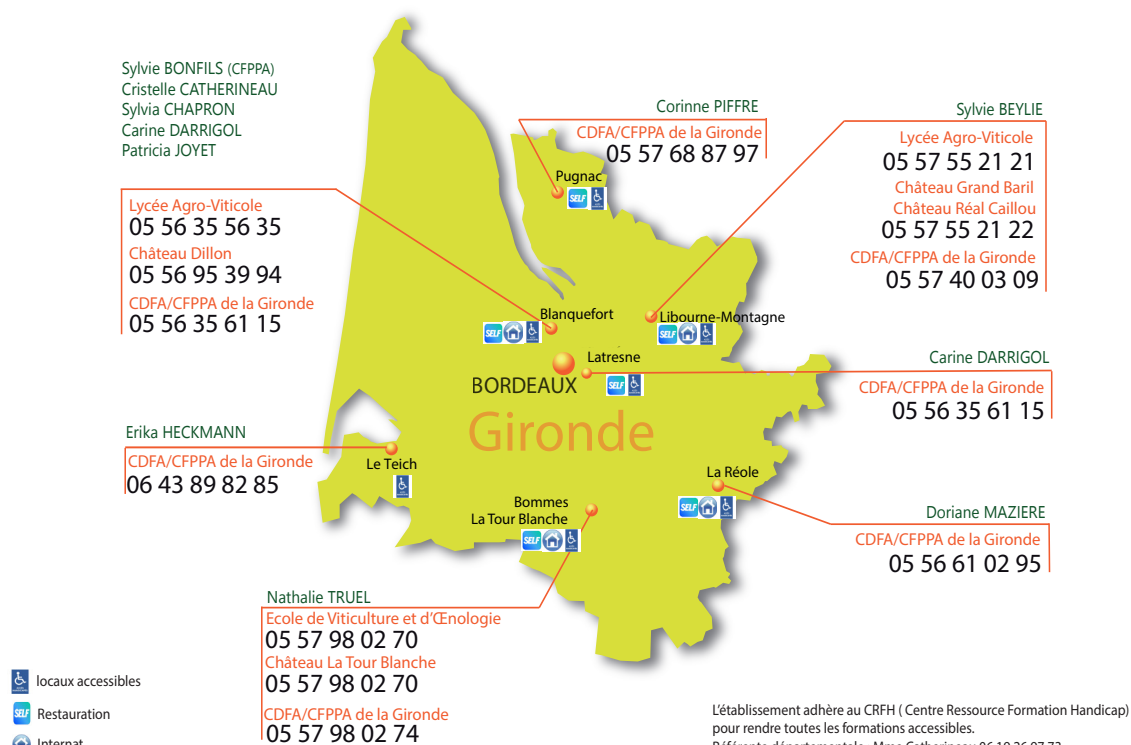 Sylvie BONFILS (CFPPA)
Cristelle CATHERINEAU
Sylvia CHAPRON
Carine DARRIGOL
Patricia JOYET
Lycée Agro-Viticole
05 56 35 56 35
Château Dillon
05 56 95 39 94
CDFA/CFPPA de la Gironde
05 56 35 61 15
Corinne PIFFRE
CDFA/CFPPA de la Gironde
05 57 68 87 97
Sylvie BEYLIE
Lycée Agro-Viticole
05 57 55 21 21
Château Grand Baril
Château Réal Caillou
05 57 55 21 22
CDFA/CFPPA de la Gironde
05 57 40 03 09
Pugnac
SELF
Blanquefort
SELF
Libourne-Montagne
SELF
Latresne
SELF
BORDEAUX
Gironde
Carine DARRIGOL
CDFA/CFPPA de la Gironde
05 56 35 61 15
Erika HECKMANN
CDFA/CFPPA de la Gironde
06 43 89 82 85
Le Teich
La Réole
SELF
Bommes
La Tour Blanche
SELF
Doriane MAZIERE
CDFA/CFPPA de la Gironde
05 56 61 02 95
Nathalie TRUEL
Ecole de Viticulture et d'Œnologie
05 57 98 02 70
Château La Tour Blanche
05 57 98 02 70
CDFA/CFPPA de la Gironde
05 57 98 02 74
locaux accessibles
SELF Restauration
Internat
L'établissement adhère au CRFH ( Centre Ressource Formation Handicap)
pour rendre toutes les formations accessibles.